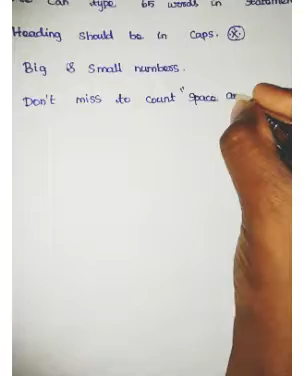 can type 65 words in
Heading should be in caps. (x)
Big & Small numbers.
Don't miss to count "space